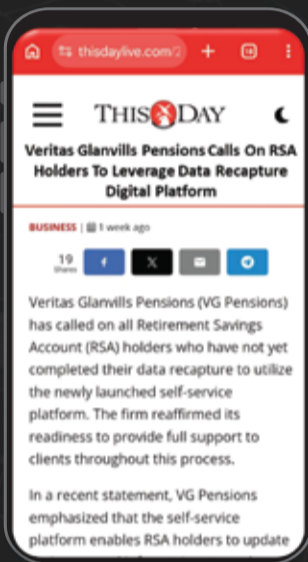 thisdaylive.com/2
THISDAY
Veritas Glanvills Pensions Calls On RSA
Holders To Leverage Data Recapture
Digital Platform
BUSINESS | 1 week ago
19
Shares
Veritas Glanvills Pensions (VG Pensions)
has called on all Retirement Savings
Account (RSA) holders who have not yet
completed their data recapture to utilize
the newly launched self-service
platform. The firm reaffirmed its
readiness to provide full support to
clients throughout this process.
In a recent statement, VG Pensions
emphasized that the self-service
platform enables RSA holders to update